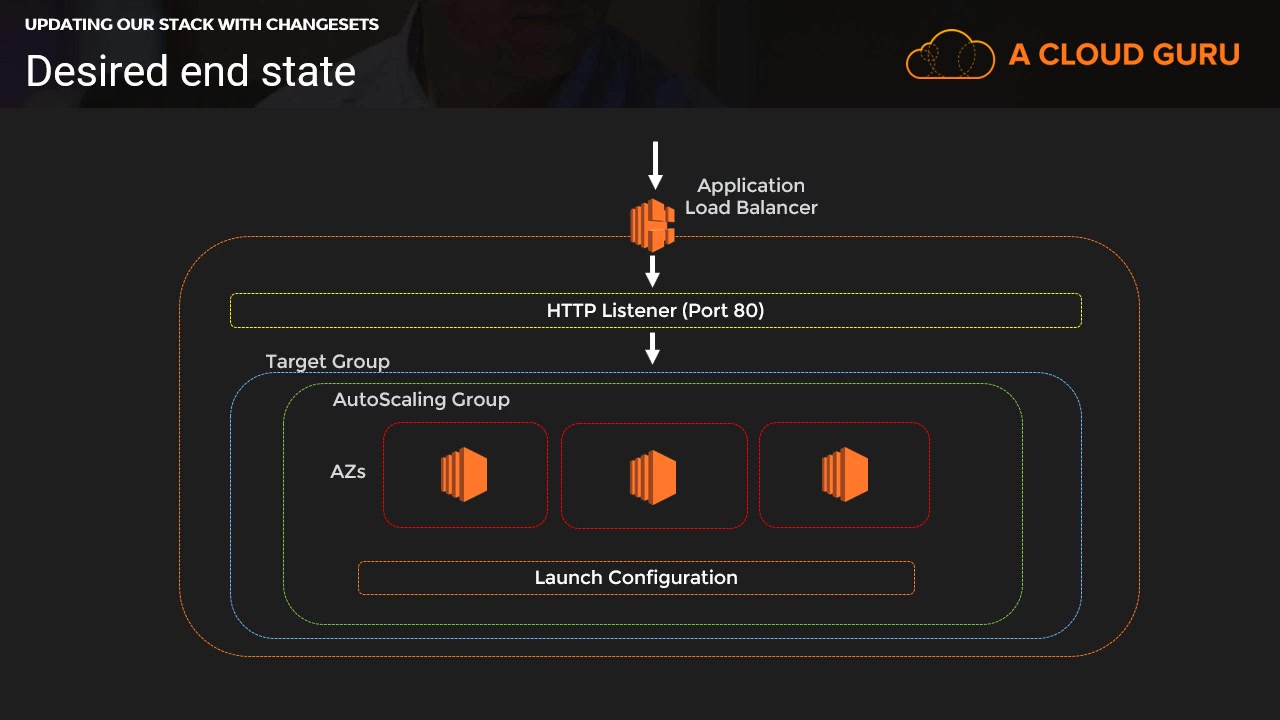 UPDATING OUR STACK WITH CHANGESETS
Desired end state
A CLOUD GURU
Application
Load Balancer
HTTP Listener (Port 80)
Target Group
AutoScaling Group
AZs
Launch Configuration